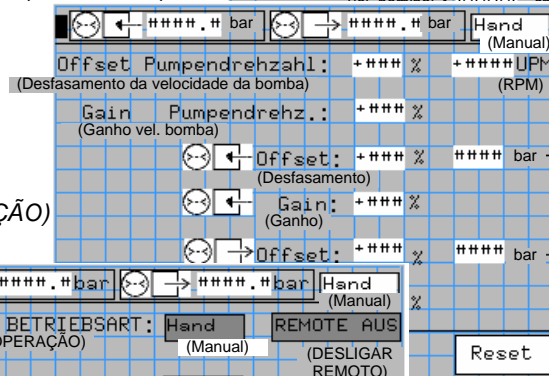 ####.# bar ####.# bar Hand
(Manual)
Offset Pumpendrehzahl: +### % +#### UPM
(Desfasamento da velocidade da bomba) (RPM)
Gain Pumpendrehz.: +### %
(Ganho vel. bomba)
Offset: +### % #### bar
(Desfasamento)
Gain: +### %
(Ganho)
ÇÃO)
Offset: +### % #### bar
####.# bar ####.# bar Hand
(Manual)
%
BETRIEBSART: Hand REMOTE AUS
PERAÇÃO) (Manual) (DESLIGAR
REMOTO)
Reset